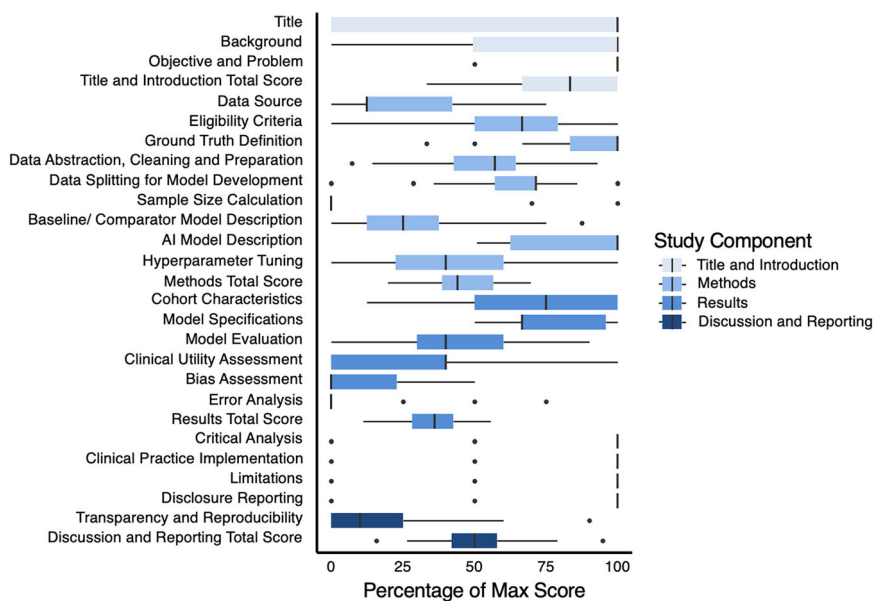 Title
Background
Objective and Problem
Title and Introduction Total Score
Data Source
Eligibility Criteria
Ground Truth Definition
Data Abstraction, Cleaning and Preparation
Data Splitting for Model Development
Sample Size Calculation
Baseline/ Comparator Model Description
AI Model Description
Hyperparameter Tuning
Methods Total Score
Cohort Characteristics
Model Specifications
Model Evaluation
Clinical Utility Assessment
Bias Assessment
Error Analysis
Results Total Score
Critical Analysis
Clinical Practice Implementation
Limitations
Disclosure Reporting
Transparency and Reproducibility
Discussion and Reporting Total Score
0 25 50 75 100
Percentage of Max Score
Study Component
Title and Introduction
Methods
Results
Discussion and Reporting